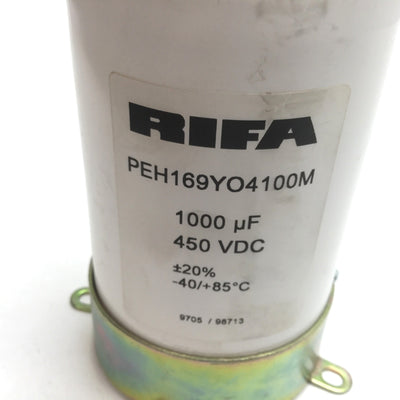 RIFA
PEH169YO4100M
1000 µF
450 VDC
±20%
-40/+85°C
9705 / 98713